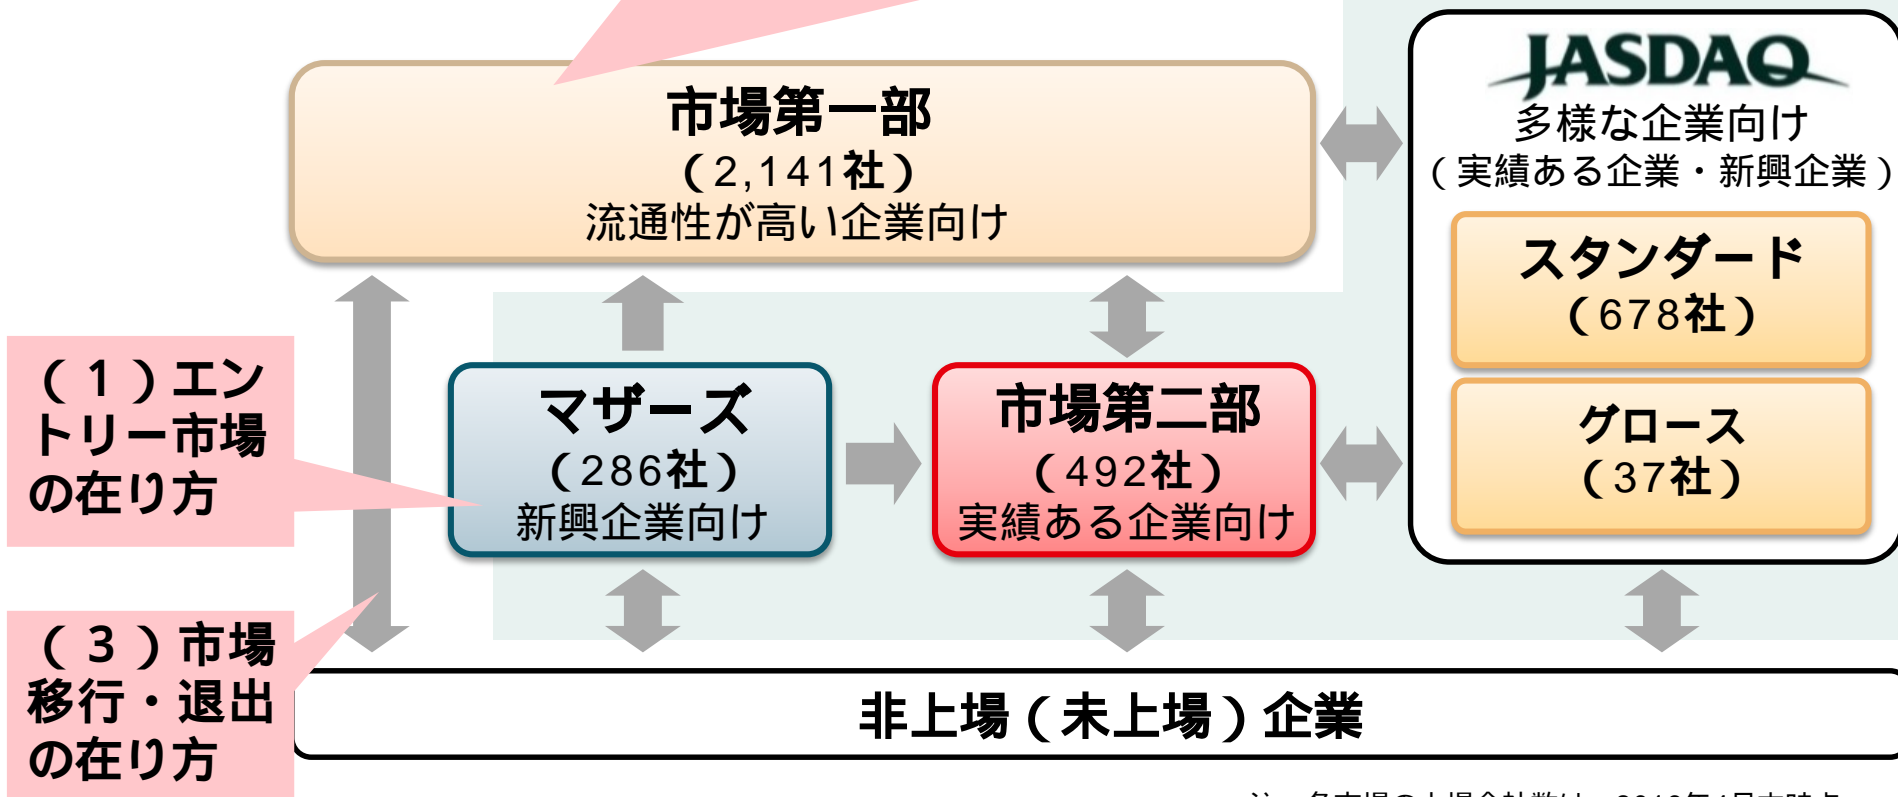 市場第一部
（2,141社）
流通性が高い企業向け
JASDAQ
多様な企業向け
（実績ある企業・新興企業）
スタンダード
（678社）
グロース
（37社）
（1）エン
トリー市場
の在り方
マザーズ
（286社）
新興企業向け
市場第二部
（492社）
実績ある企業向け
（3）市場
移行・退出
の在り方
非上場（未上場）企業